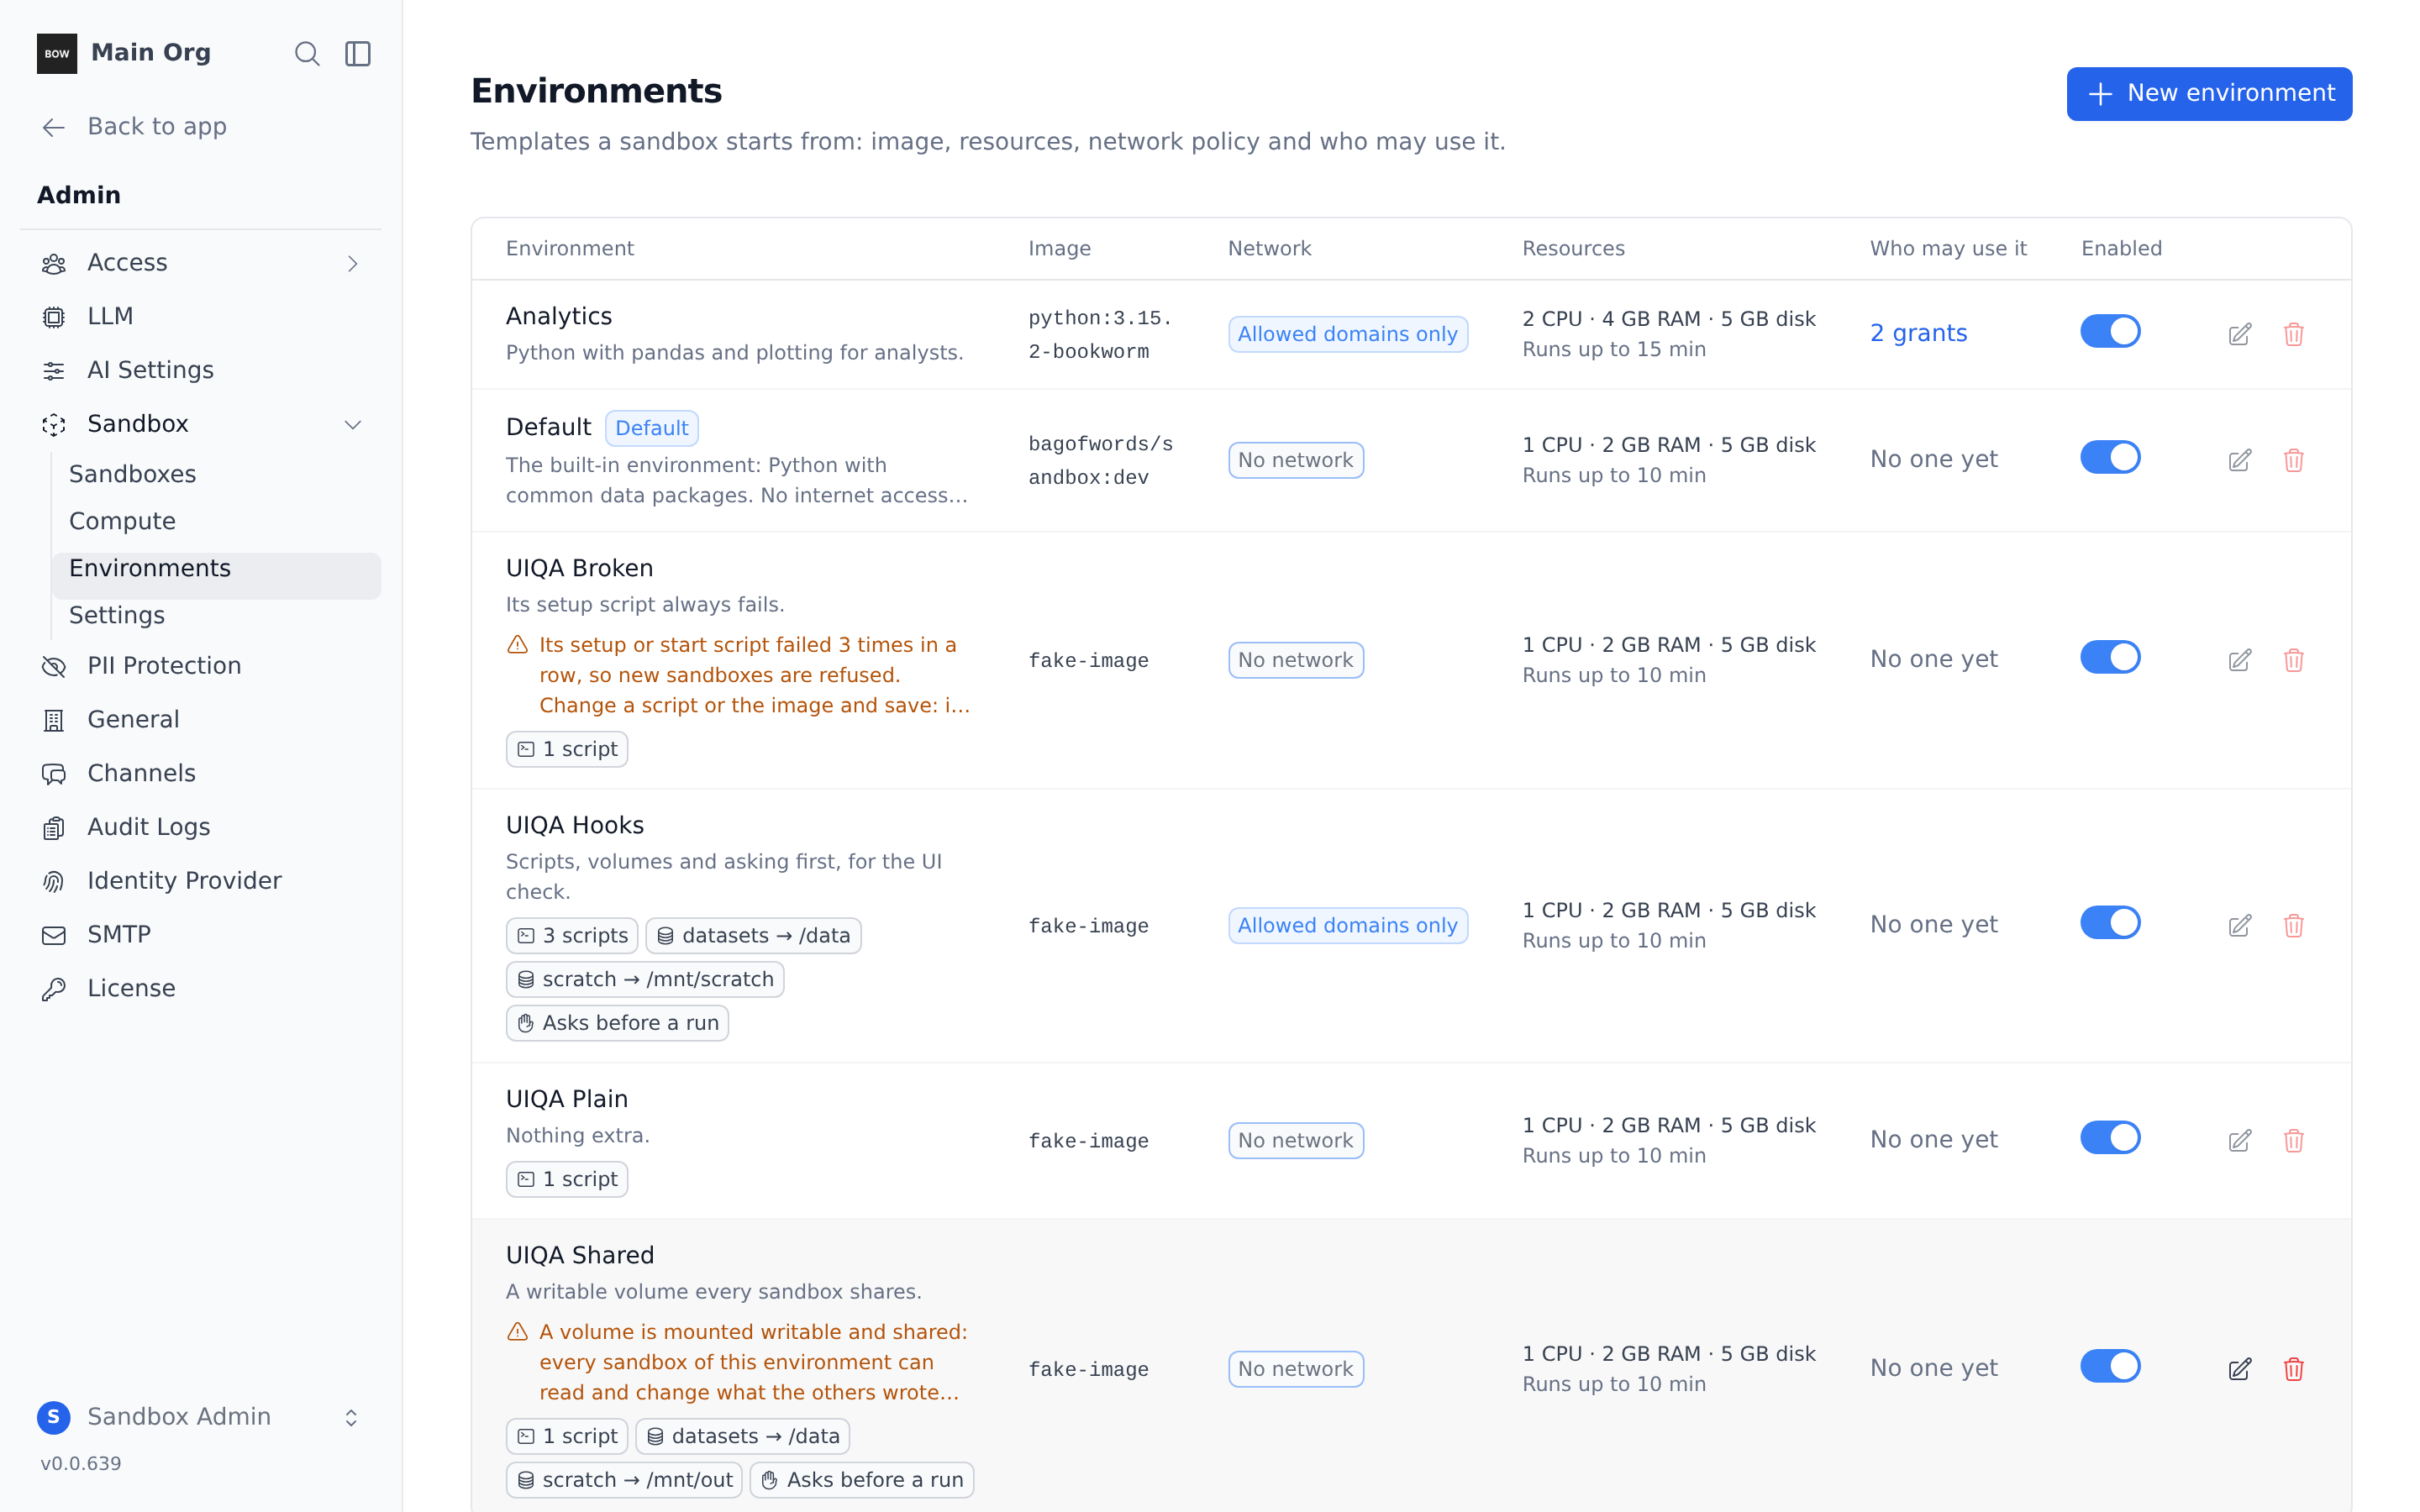 BOW
Main Org
Back to app
Admin
Access
LLM
AI Settings
Sandbox
Sandboxes
Compute
Environments
Settings
PII Protection
General
Channels
Audit Logs
Identity Provider
SMTP
License
S
Sandbox Admin
v0.0.639
Environments
New environment
Templates a sandbox starts from: image, resources, network policy and who may use it.
Environment Image Network Resources Who may use it Enabled
Analytics
Python with pandas and plotting for analysts.
python:3.15.
2-bookworm
Allowed domains only
2 CPU · 4 GB RAM · 5 GB disk
Runs up to 15 min
2 grants
Default Default
The built-in environment: Python with
common data packages. No internet access...
bagofwords/s
andbox:dev
No network
1 CPU · 2 GB RAM · 5 GB disk
Runs up to 10 min
No one yet
UIQA Broken
Its setup script always fails.
Its setup or start script failed 3 times in a
row, so new sandboxes are refused.
Change a script or the image and save: i...
1 script
fake-image
No network
1 CPU · 2 GB RAM · 5 GB disk
Runs up to 10 min
No one yet
UIQA Hooks
Scripts, volumes and asking first, for the UI
check.
3 scripts datasets → /data
scratch → /mnt/scratch
Asks before a run
fake-image
Allowed domains only
1 CPU · 2 GB RAM · 5 GB disk
Runs up to 10 min
No one yet
UIQA Plain
Nothing extra.
1 script
fake-image
No network
1 CPU · 2 GB RAM · 5 GB disk
Runs up to 10 min
No one yet
UIQA Shared
A writable volume every sandbox shares.
A volume is mounted writable and shared:
every sandbox of this environment can
read and change what the others wrote...
1 script datasets → /data
scratch → /mnt/out Asks before a run
fake-image
No network
1 CPU · 2 GB RAM · 5 GB disk
Runs up to 10 min
No one yet